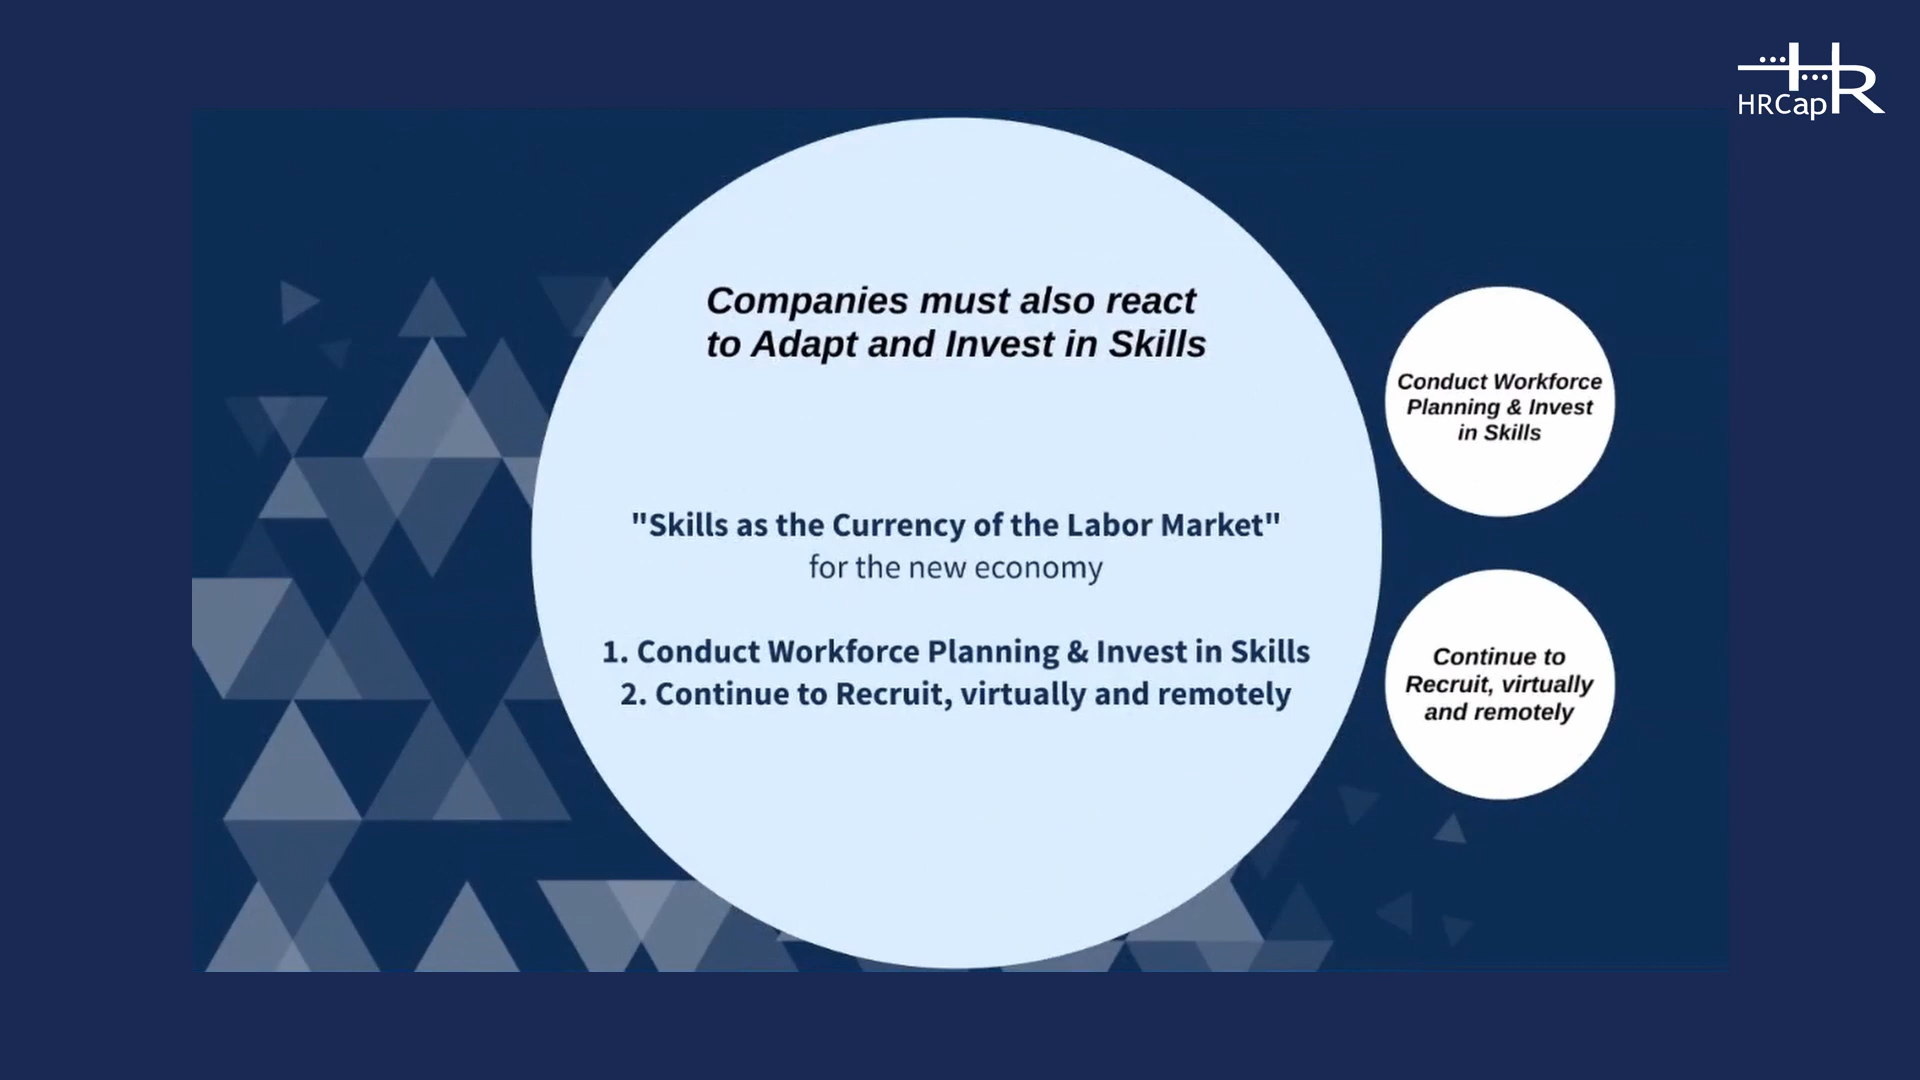 HR
HRCap
Companies must also react
to Adapt and Invest in Skills
"Skills as the Currency of the Labor Market"
for the new economy
1. Conduct Workforce Planning & Invest in Skills
2. Continue to Recruit, virtually and remotely
Conduct Workforce
Planning & Invest
in Skills
Continue to
Recruit, virtually
and remotely